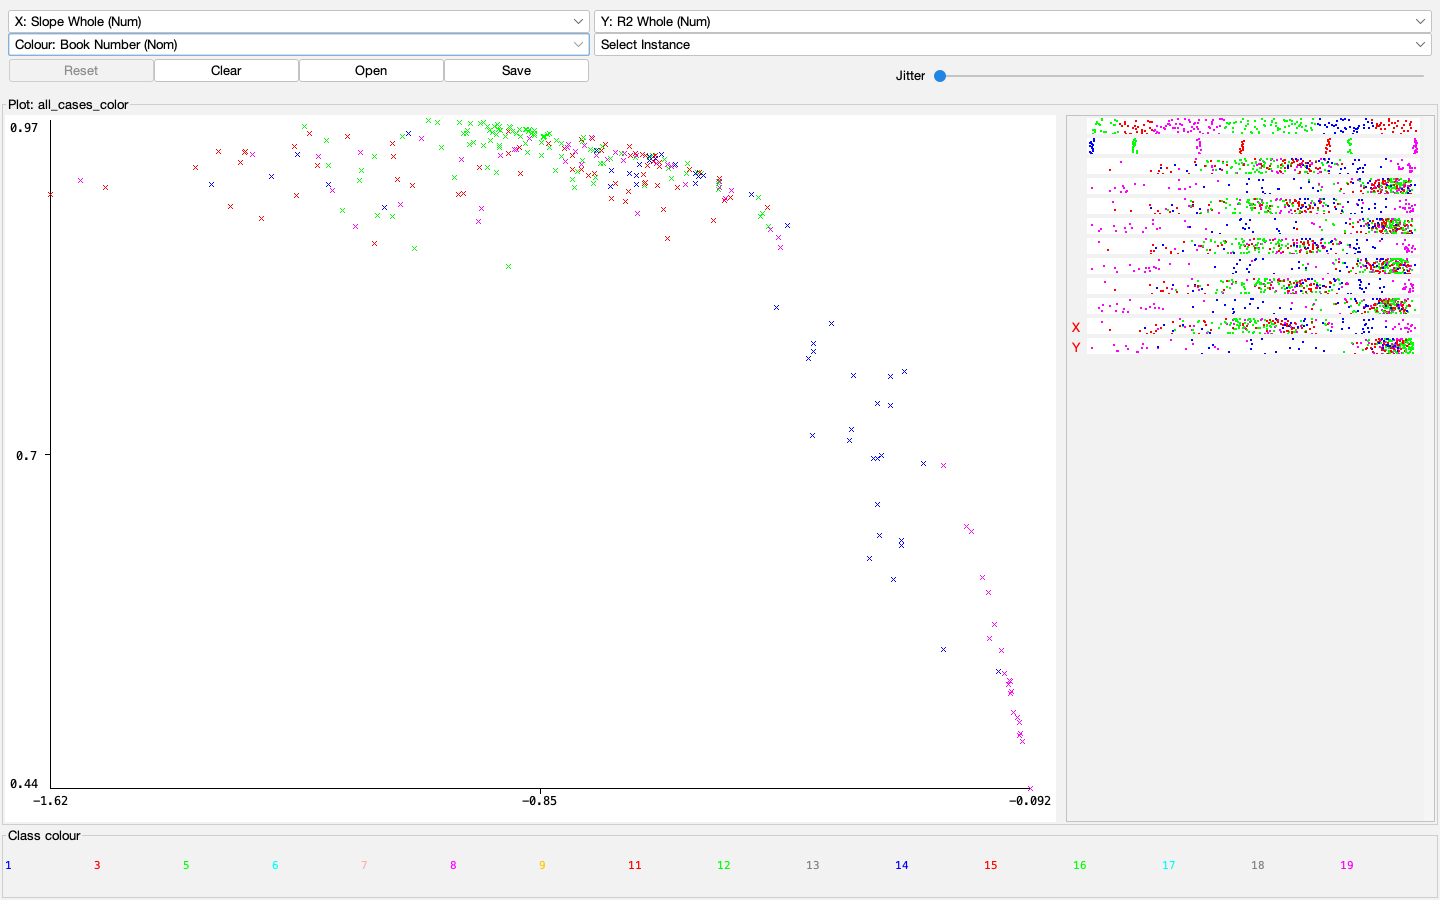 X: Slope Whole (Num) Y: R2 Whole (Num)
Colour: Book Number (Nom) Select Instance
Reset Clear Open Save Jitter
Plot: all_cases_color
0.97
0.7
0.44
-1.62 -0.85 -0.092
X
Y
Class colour
1 3 5 6 7 8 9 11 12 13 14 15 16 17 18 19